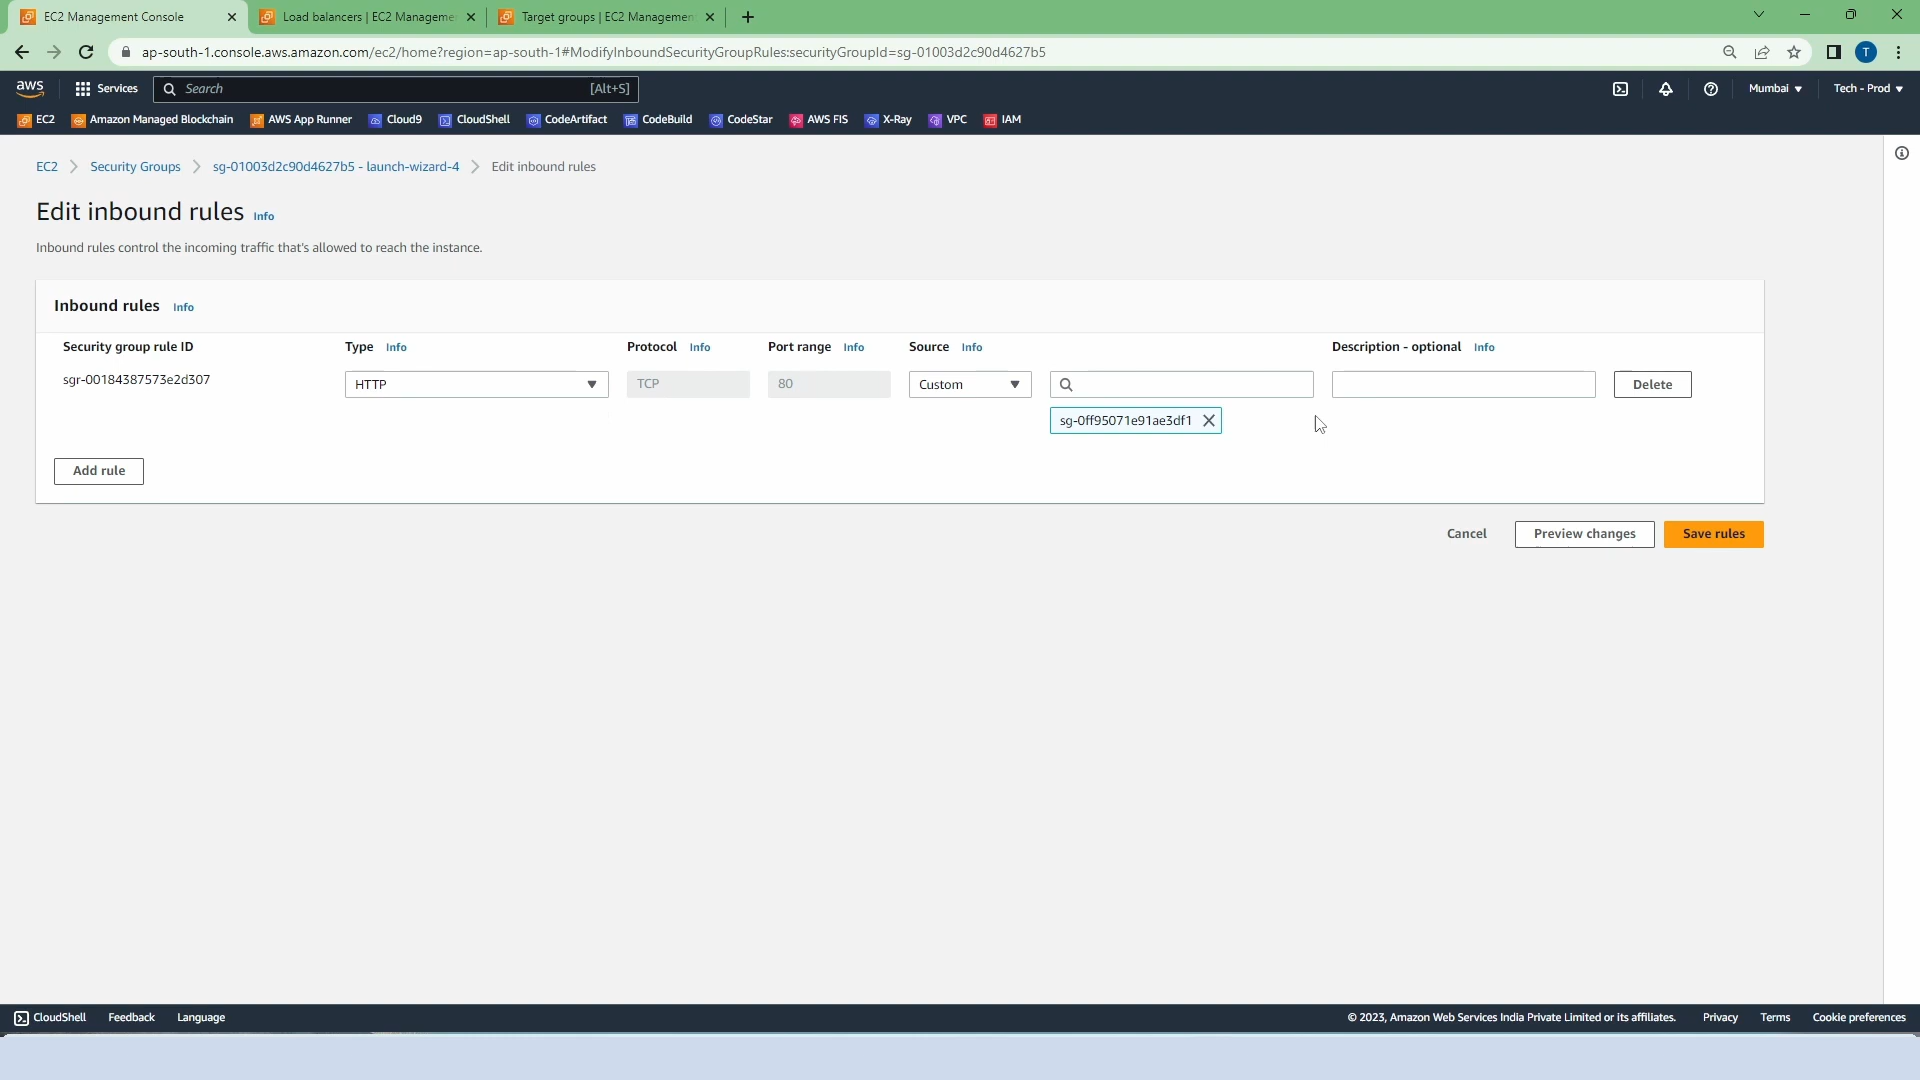 EC2 Management Console
Load balancers | EC2 Manageme
Target groups | EC2 Management
ap-south-1.console.aws.amazon.com/ec2/home?region=ap-south-1#ModifyInboundSecurityGroupRules:securityGroupId=sg-01003d2c90d4627b5
T
aws
Services
Search
[Alt+S]
Mumbai
Tech - Prod
EC2
Amazon Managed Blockchain
AWS App Runner
Cloud9
CloudShell
CodeArtifact
CodeBuild
CodeStar
AWS FIS
X-Ray
VPC
IAM
EC2 > Security Groups > sg-01003d2c90d4627b5 - launch-wizard-4 > Edit inbound rules
Edit inbound rules Info
Inbound rules control the incoming traffic that's allowed to reach the instance.
Inbound rules Info
Security group rule ID
Type Info
Protocol Info
Port range Info
Source Info
Description - optional Info
sgr-00184387573e2d307
HTTP
TCP
80
Custom
Delete
sg-0ff95071e91ae3df1
Add rule
Cancel
Preview changes
Save rules
CloudShell
Feedback
Language
© 2023, Amazon Web Services India Private Limited or its affiliates.
Privacy
Terms
Cookie preferences